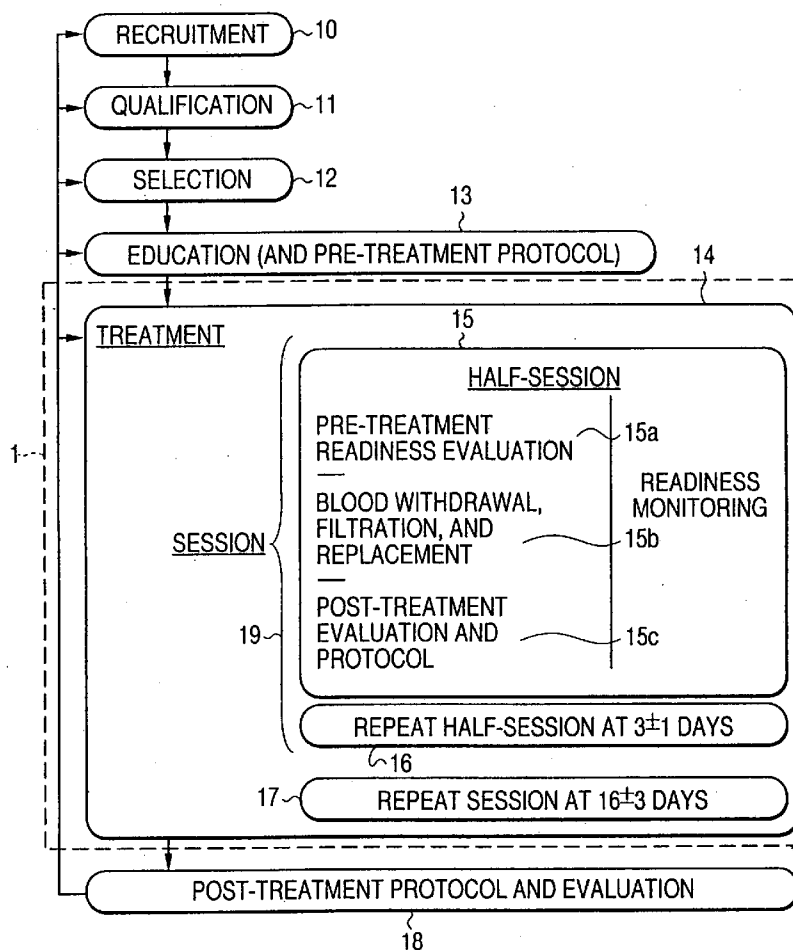 RECRUITMENT 10
QUALIFICATION 11
SELECTION 12
13
EDUCATION (AND PRE-TREATMENT PROTOCOL)
14
TREATMENT
15
HALF-SESSION
PRE-TREATMENT
READINESS EVALUATION 15a
READINESS
MONITORING
BLOOD WITHDRAWAL,
FILTRATION, AND
REPLACEMENT 15b
1
SESSION
19
POST-TREATMENT
EVALUATION AND
PROTOCOL 15c
REPEAT HALF-SESSION AT 3±1 DAYS
16
17 REPEAT SESSION AT 16±3 DAYS
POST-TREATMENT PROTOCOL AND EVALUATION
18